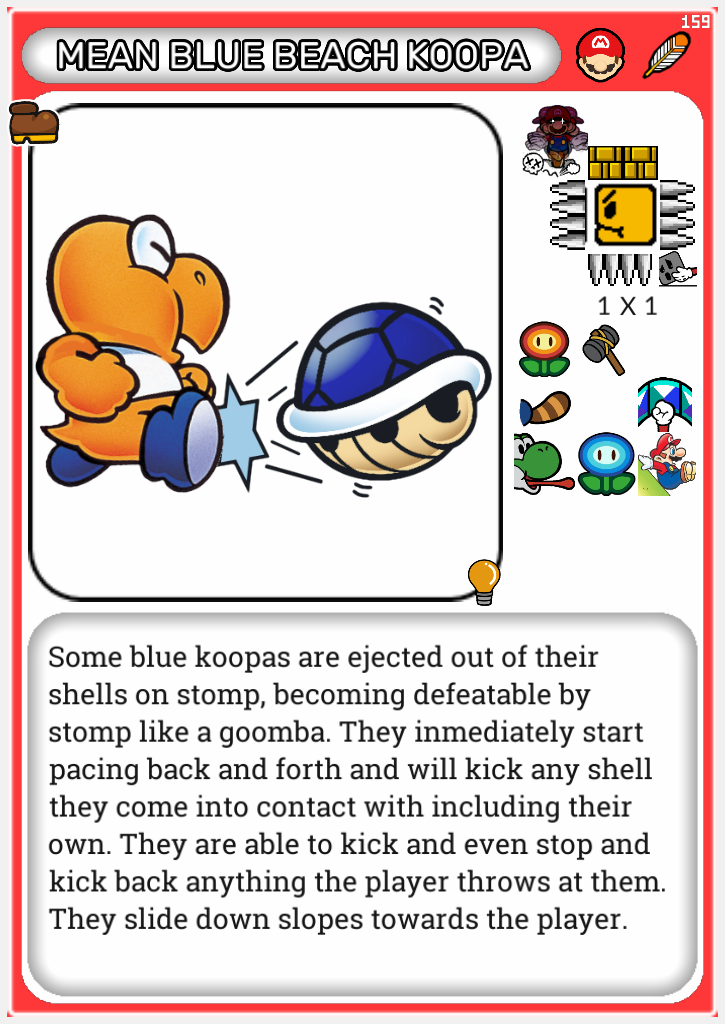 159
MEAN BLUE BEACH KOOPA
1 X 1
Some blue koopas are ejected out of their
shells on stomp, becoming defeatable by
stomp like a goomba. They inmediately start
pacing back and forth and will kick any shell
they come into contact with including their
own. They are able to kick and even stop and
kick back anything the player throws at them.
They slide down slopes towards the player.